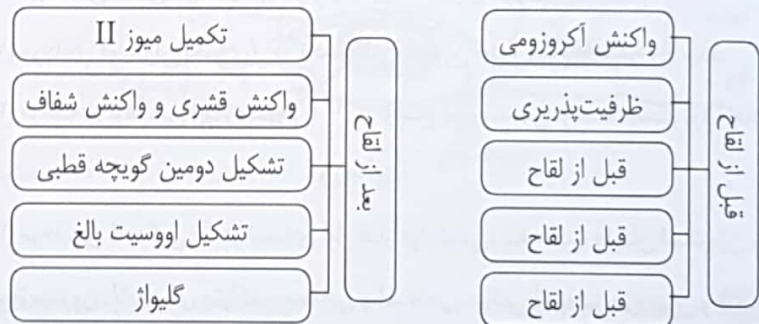 قبل از لقاح
واکنش آکروزومی
ظرفیت‌پذریری
قبل از لقاح
قبل از لقاح
قبل از لقاح
بعد از لقاح
تکمیل میوز II
واکنش قشری و واکنش شفاف
تشکیل دومین گویچه قطبی
تشکیل اووسیت بالغ
گلیواژ